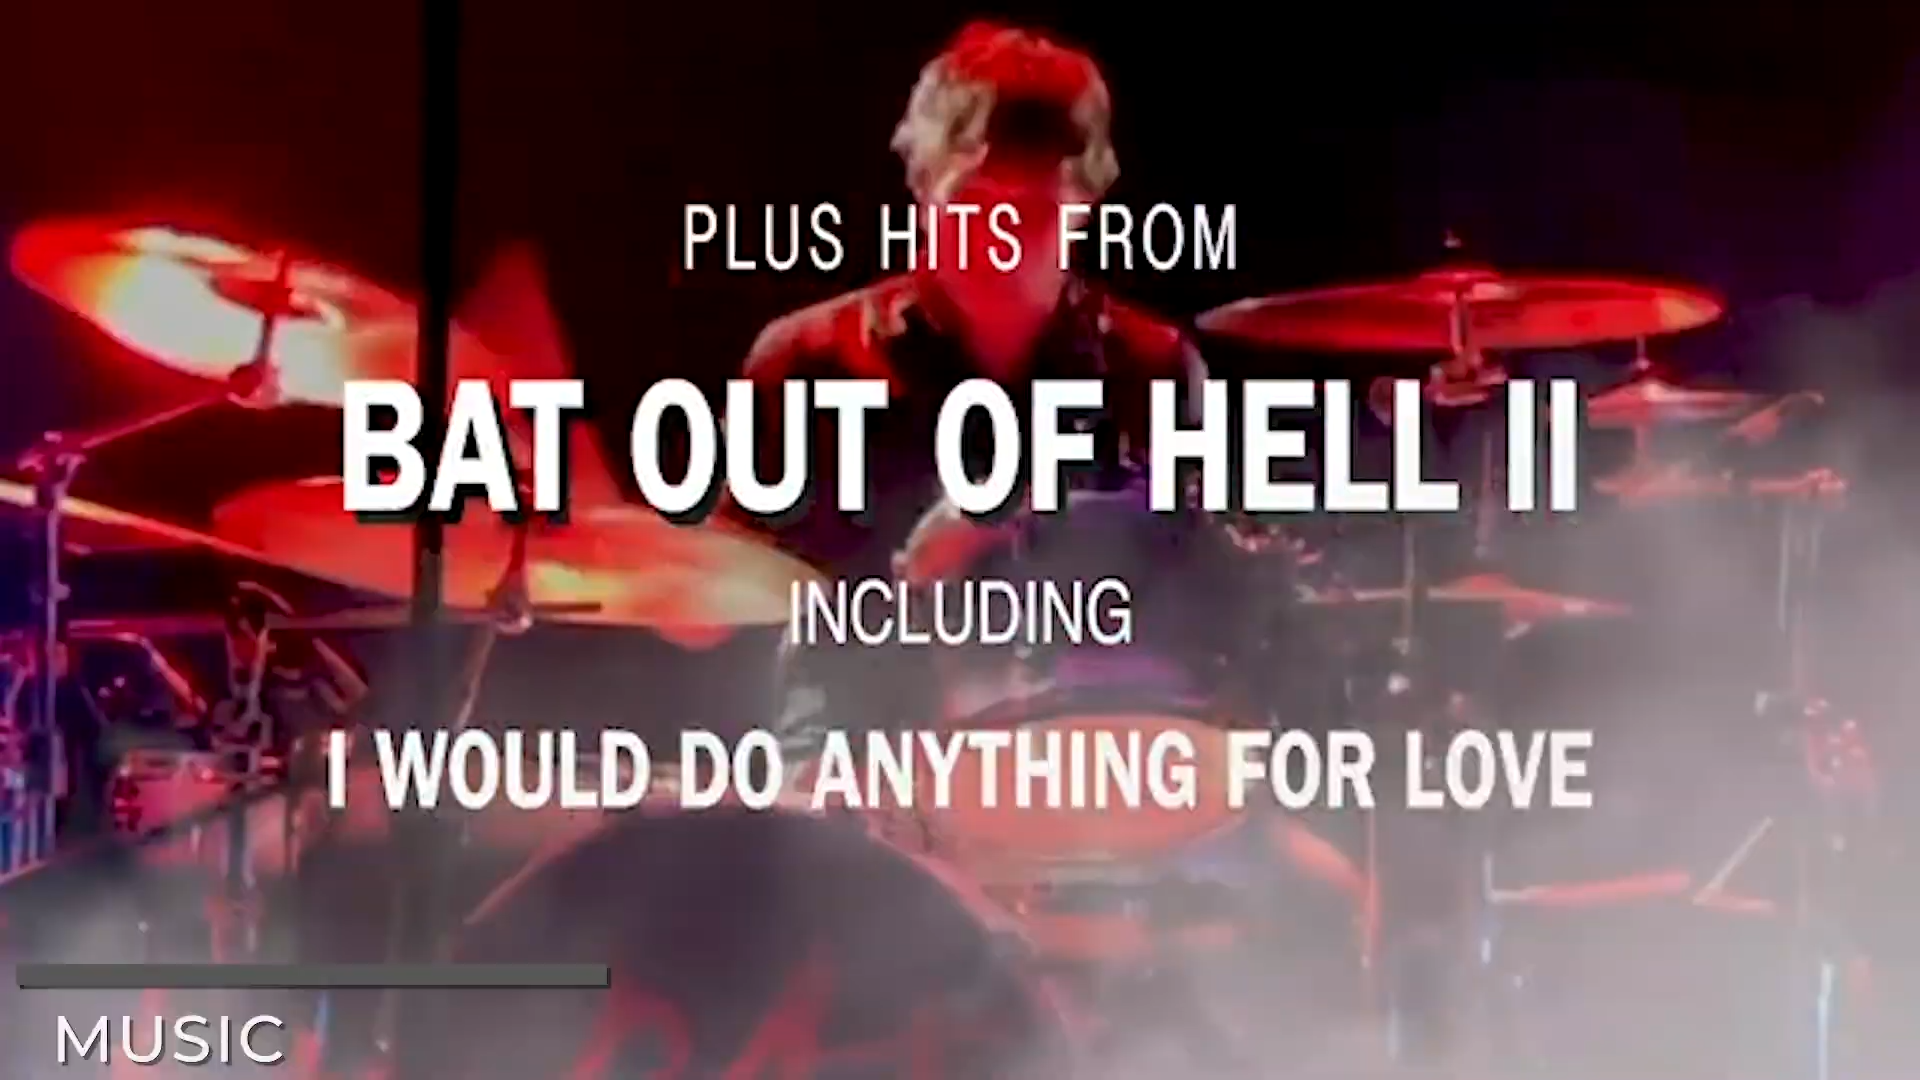 PLUS HITS FROM
BAT OUT OF HELL II
INCLUDING
I WOULD DO ANYTHING FOR LOVE
MUSIC